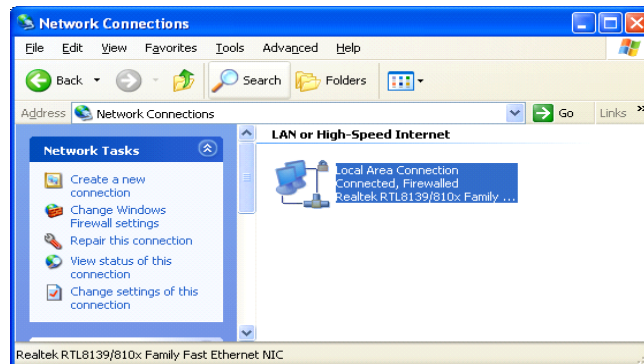 Network Connections
File Edit View Favorites Tools Advanced Help
Back Search Folders
Address Network Connections Go Links »
Network Tasks
Create a new
connection
Change Windows
Firewall settings
Repair this connection
View status of this
connection
Change settings of this
connection
LAN or High-Speed Internet
Local Area Connection
Connected, Firewalled
Realtek RTL8139/810x Family ...
Realtek RTL8139/810x Family Fast Ethernet NIC